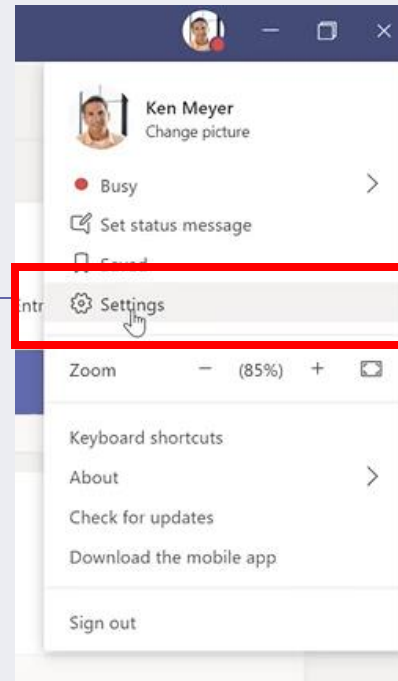 Ken Meyer
Change picture
Busy
Set status message
Saved
Settings
Zoom − (85%) +
Keyboard shortcuts
About
Check for updates
Download the mobile app
Sign out